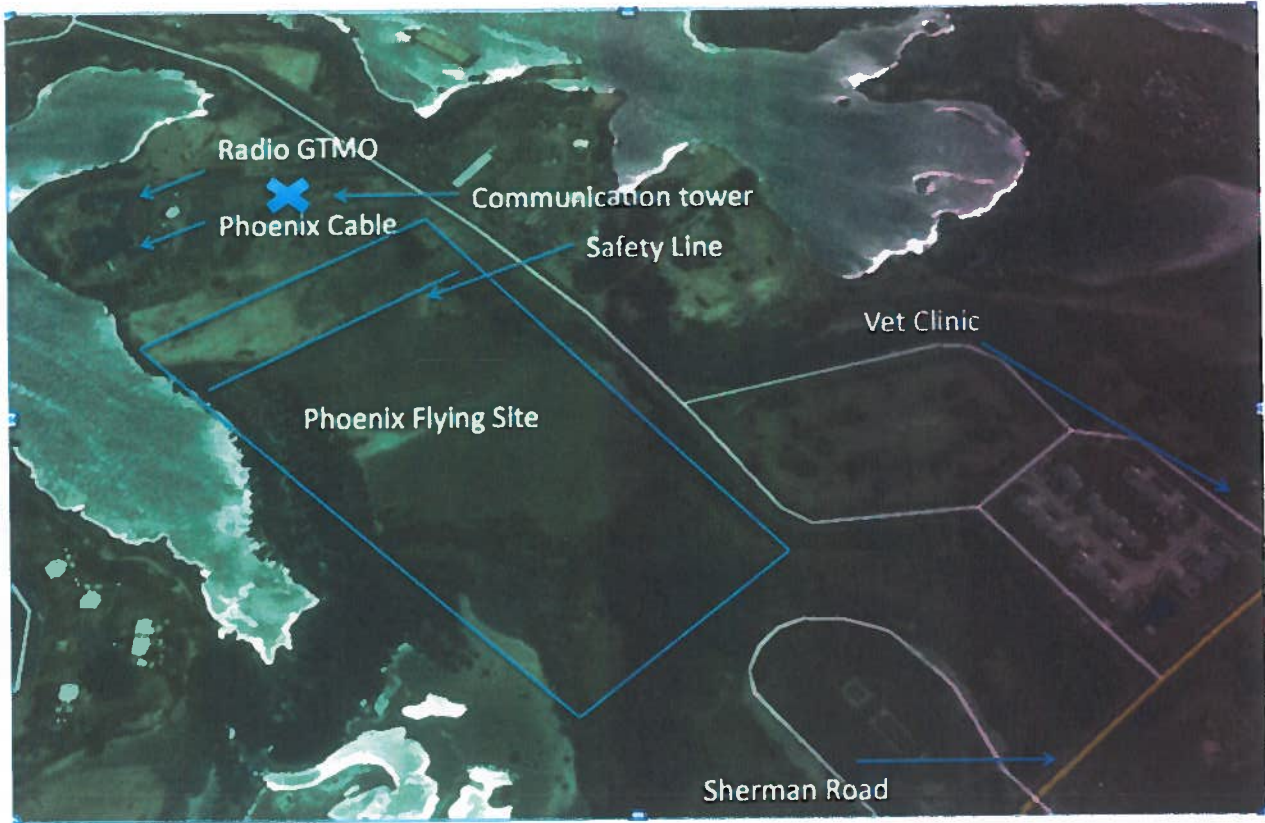 Radio GTMO
Communication tower
Phoenix Cable
Safety Line
Vet Clinic
Phoenix Flying Site
Sherman Road